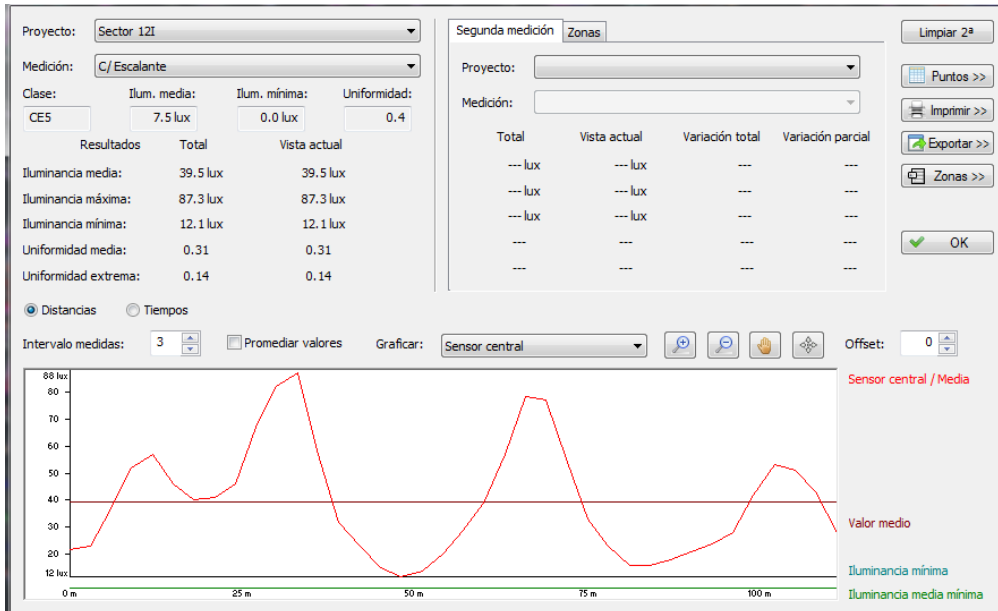 Proyecto: Sector 12I
Medición: C/ Escalante
Clase: Ilum. media: Ilum. mínima: Uniformidad:
CE5 7.5 lux 0.0 lux 0.4
Resultados Total Vista actual
Iluminancia media: 39.5 lux 39.5 lux
Iluminancia máxima: 87.3 lux 87.3 lux
Iluminancia mínima: 12.1 lux 12.1 lux
Uniformidad media: 0.31 0.31
Uniformidad extrema: 0.14 0.14
Segunda medición Zonas
Proyecto:
Medición:
Total Vista actual Variación total Variación parcial
--- lux --- lux --- ---
--- lux --- lux --- ---
--- lux --- lux --- ---
--- --- --- ---
--- --- --- ---
Limpiar 2ª
Puntos >>
Imprimir >>
Exportar >>
Zonas >>
OK
Distancias Tiempos
Intervalo medidas: 3 Promediar valores Graficar: Sensor central Offset: 0
88 lux
80
70
60
50
40
30
20
12 lux
0 m 25 m 50 m 75 m 100 m
Sensor central / Media
Valor medio
Iluminancia mínima
Iluminancia media mínima